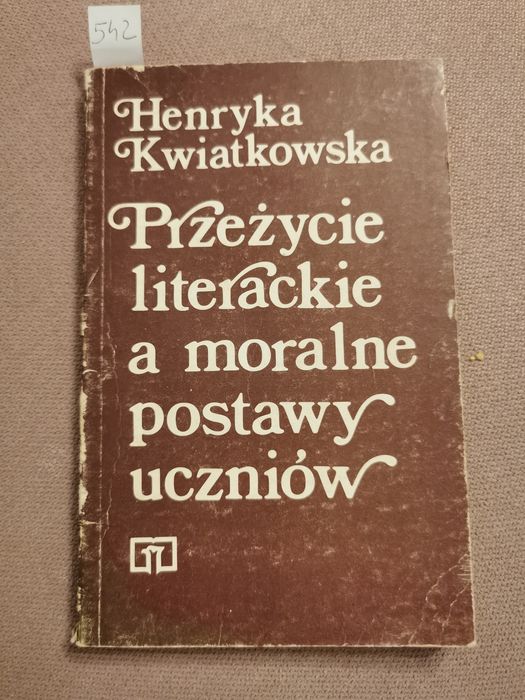 542
Henryka
Kwiatkowska
Przeżycie
literackie
a moralne
postawy
uczniów